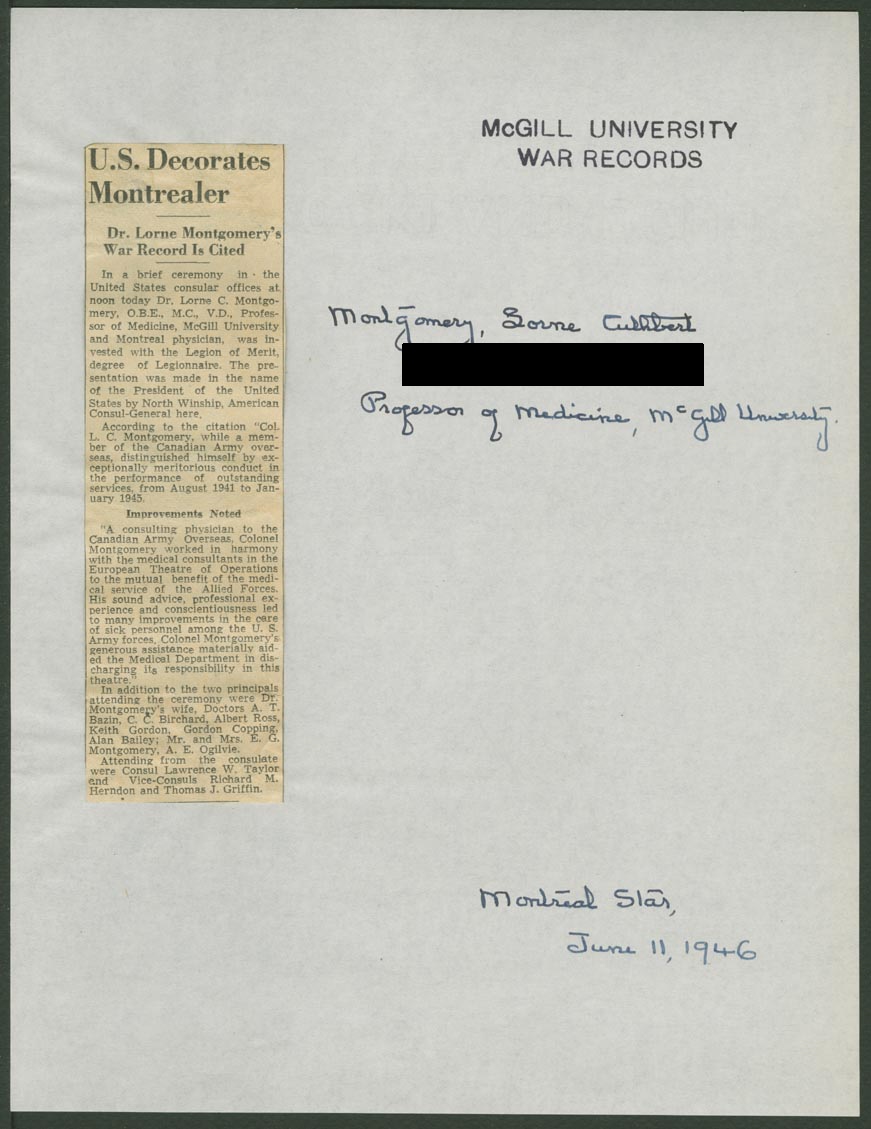 McGILL UNIVERSITY
WAR RECORDS
U.S. Decorates
Montrealer
Dr. Lorne Montgomery's
War Record Is Cited
In a brief ceremony in the
United States consular offices at
noon today Dr. Lorne C. Montgo-
mery, O.B.E., M.C., V.D., Profes-
sor of Medicine, McGill University
and Montreal physician, was in-
vested with the Legion of Merit,
degree of Legionnaire. The pre-
sentation was made in the name
of the President of the United
States by North Winship, American
Consul-General here.
According to the citation "Col.
L. C. Montgomery, while a mem-
ber of the Canadian Army over-
seas, distinguished himself by ex-
ceptionally meritorious conduct in
the performance of outstanding
services, from August 1941 to Jan-
uary 1945.
Improvements Noted
"A consulting physician to the
Canadian Army Overseas, Colonel
Montgomery worked in harmony
with the medical consultants in the
European Theatre of Operations
to the mutual benefit of the medi-
cal service of the Allied Forces.
His sound advice, professional ex-
perience and conscientiousness led
to many improvements in the care
of sick personnel among the U. S.
Army forces. Colonel Montgomery's
generous assistance materially aid-
ed the Medical Department in dis-
charging its responsibility in this
theatre."
In addition to the two principals
attending the ceremony were Dr.
Montgomery's wife, Doctors A. T.
Bazin, C. C. Birchard, Albert Ross,
Keith Gordon, Gordon Copping,
Alan Bailey; Mr. and Mrs. E. G.
Montgomery, A. E. Ogilvie.
Attending from the consulate
were Consul Lawrence W. Taylor
and Vice-Consuls Richard M.
Herndon and Thomas J. Griffin.
Montgomery, Lorne Cuthbert
Professor of Medicine, McGill University.
Montreal Star,
June 11, 1946